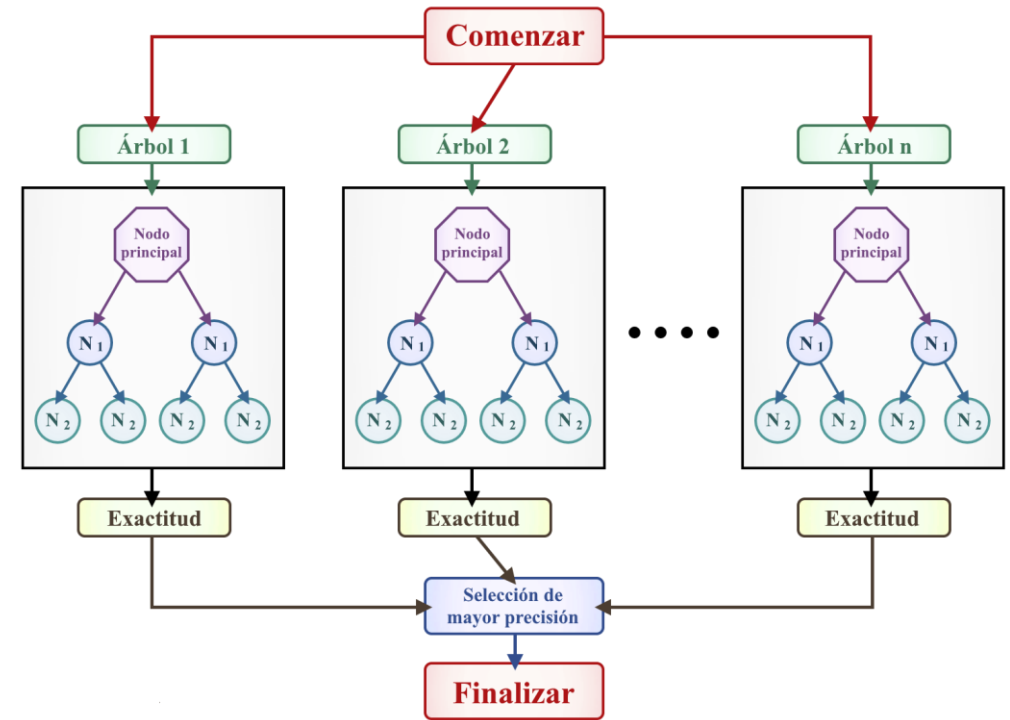 Comenzar
Árbol 1
Árbol 2
Árbol n
Nodo
principal
Nodo
principal
Nodo
principal
N 1
N 1
N 1
N 1
N 1
N 1
N 2
N 2
N 2
N 2
N 2
N 2
N 2
N 2
N 2
N 2
N 2
N 2
Exactitud
Exactitud
Exactitud
Selección de
mayor precisión
Finalizar